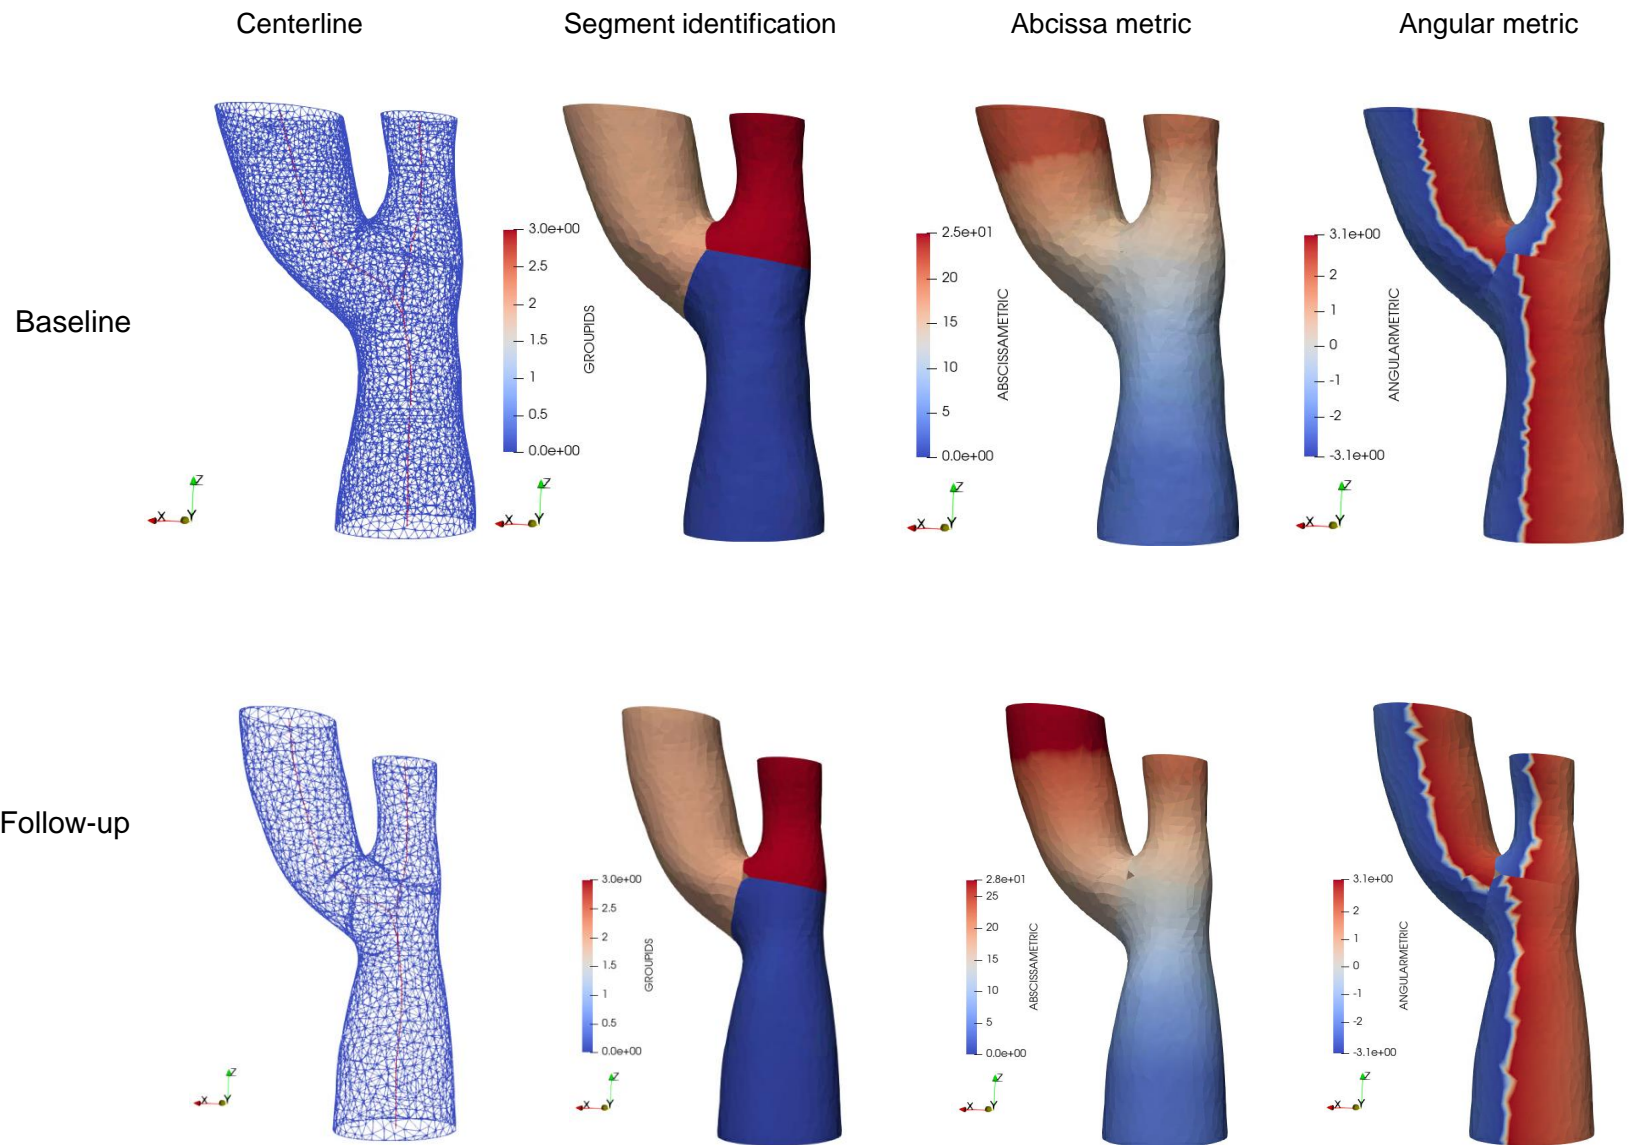 Centerline
Segment identification
Abcissa metric
Angular metric
Baseline
3.0e+00
2.5
2
1.5
1
0.5
0.0e+00
GROUPIDS
2.5e+01
20
15
10
5
0.0e+00
ABSCISSAMETRIC
3.1e+00
2
1
0
-1
-2
-3.1e+00
ANGULARMETRIC
Z
X
Y
Z
X
Y
Z
X
Y
Z
X
Y
Follow-up
3.0e+00
2.5
2
1.5
1
0.5
0.0e+00
GROUPIDS
2.8e+01
25
20
15
10
5
0.0e+00
ABSCISSAMETRIC
3.1e+00
2
1
0
-1
-2
-3.1e+00
ANGULARMETRIC
Z
X
Y
Z
X
Y
Z
X
Y
Z
X
Y